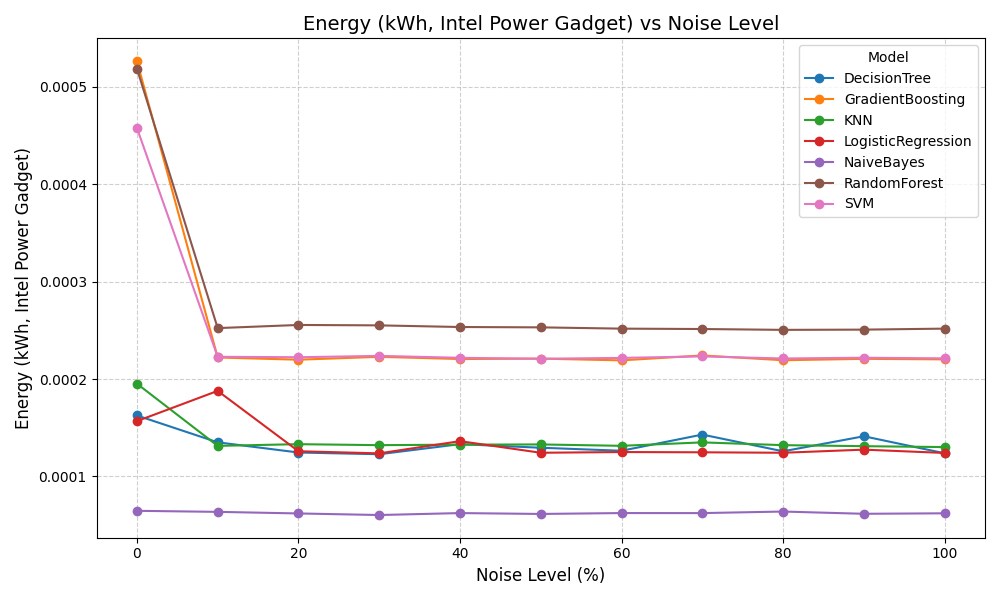 Energy (kWh, Intel Power Gadget) vs Noise Level
Energy (kWh, Intel Power Gadget)
0.0005
0.0004
0.0003
0.0002
0.0001
Model
DecisionTree
GradientBoosting
KNN
LogisticRegression
NaiveBayes
RandomForest
SVM
0 20 40 60 80 100
Noise Level (%)